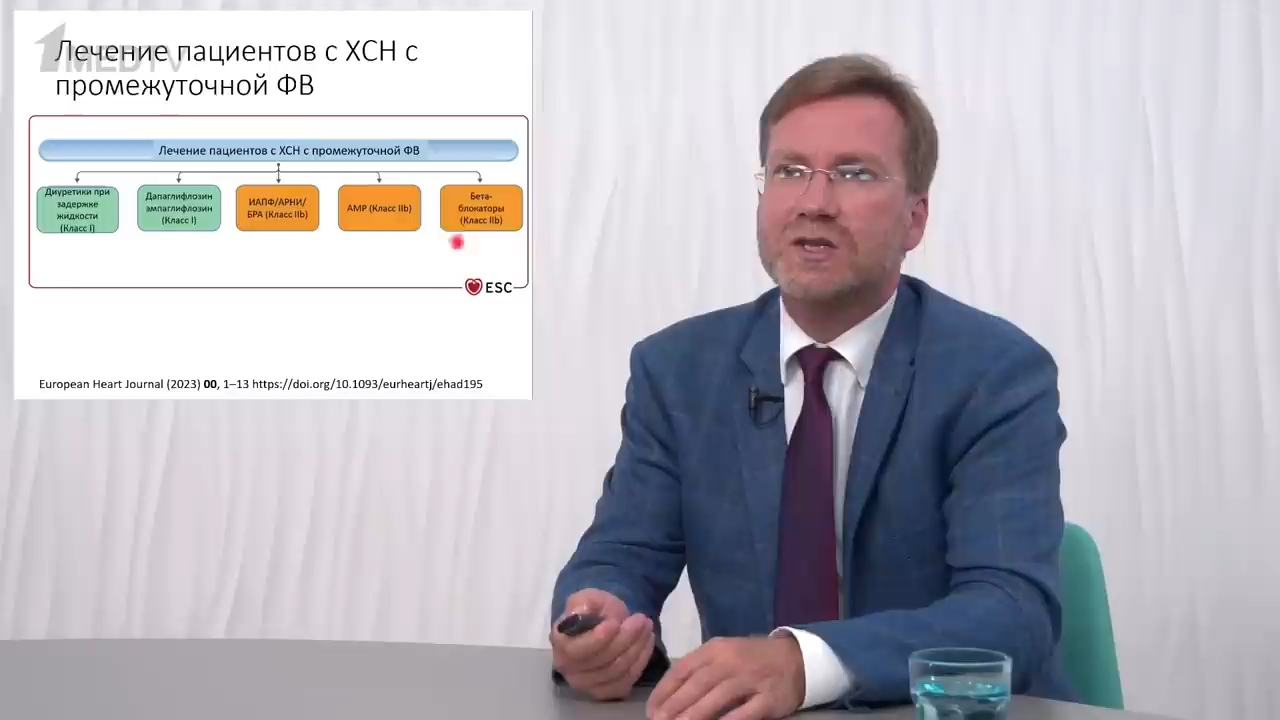 1MEDTV
Лечение пациентов с ХСН с
промежуточной ФВ
Лечение пациентов с ХСН с промежуточной ФВ
Диуретики при
задержке
жидкости
(Класс I)
Дапаглифлозин
эмпаглифлозин
(Класс I)
ИАПФ/АРНИ/
БРА (Класс IIb)
АМР (Класс IIb)
Бета-
блокаторы
(Класс IIb)
ESC
European Heart Journal (2023) 00, 1–13 https://doi.org/10.1093/eurheartj/ehad195